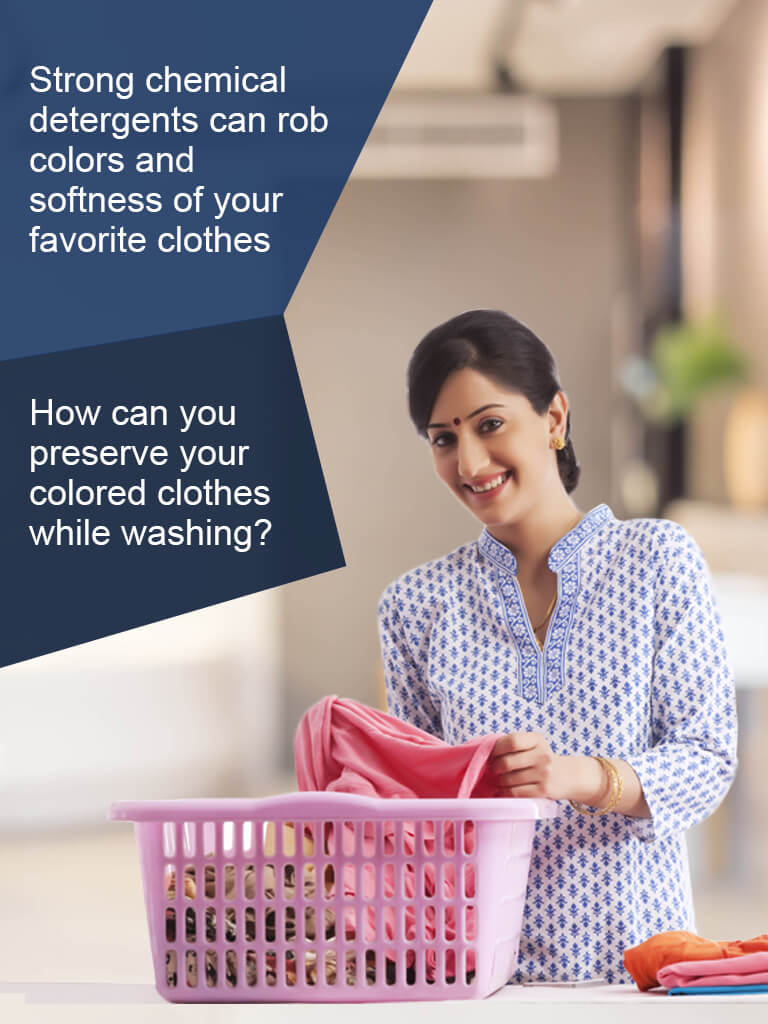 Strong chemical
detergents can rob
colors and
softness of your
favorite clothes
How can you
preserve your
colored clothes
while washing?